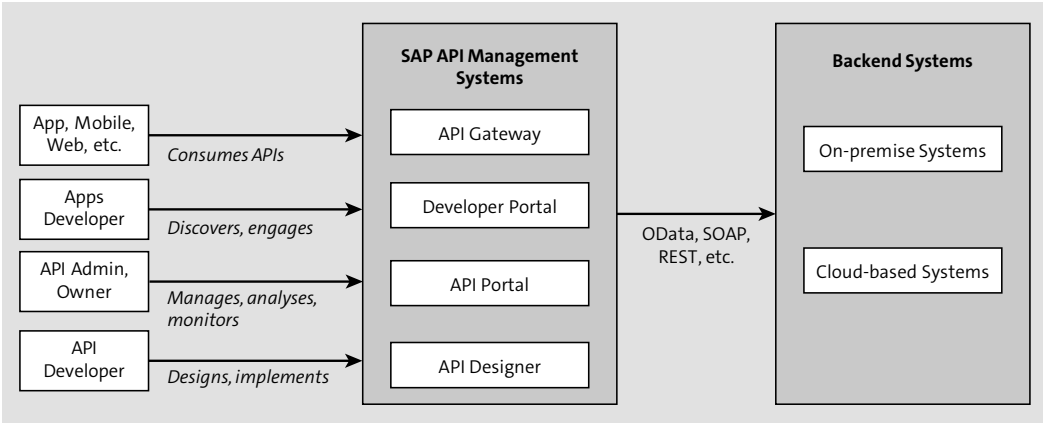 App, Mobile,
Web, etc.
Consumes APIs
Apps
Developer
Discovers, engages
API Admin,
Owner
Manages, analyses,
monitors
API
Developer
Designs, implements
SAP API Management
Systems
API Gateway
Developer Portal
API Portal
API Designer
OData, SOAP,
REST, etc.
Backend Systems
On-premise Systems
Cloud-based Systems